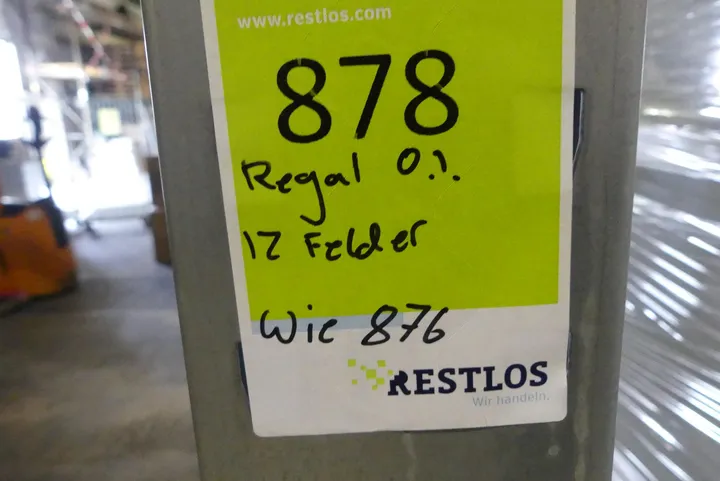 www.restlos.com
878
Regal O.I.
12 Felder
Wie 876
RESTLOS
Wir handeln.